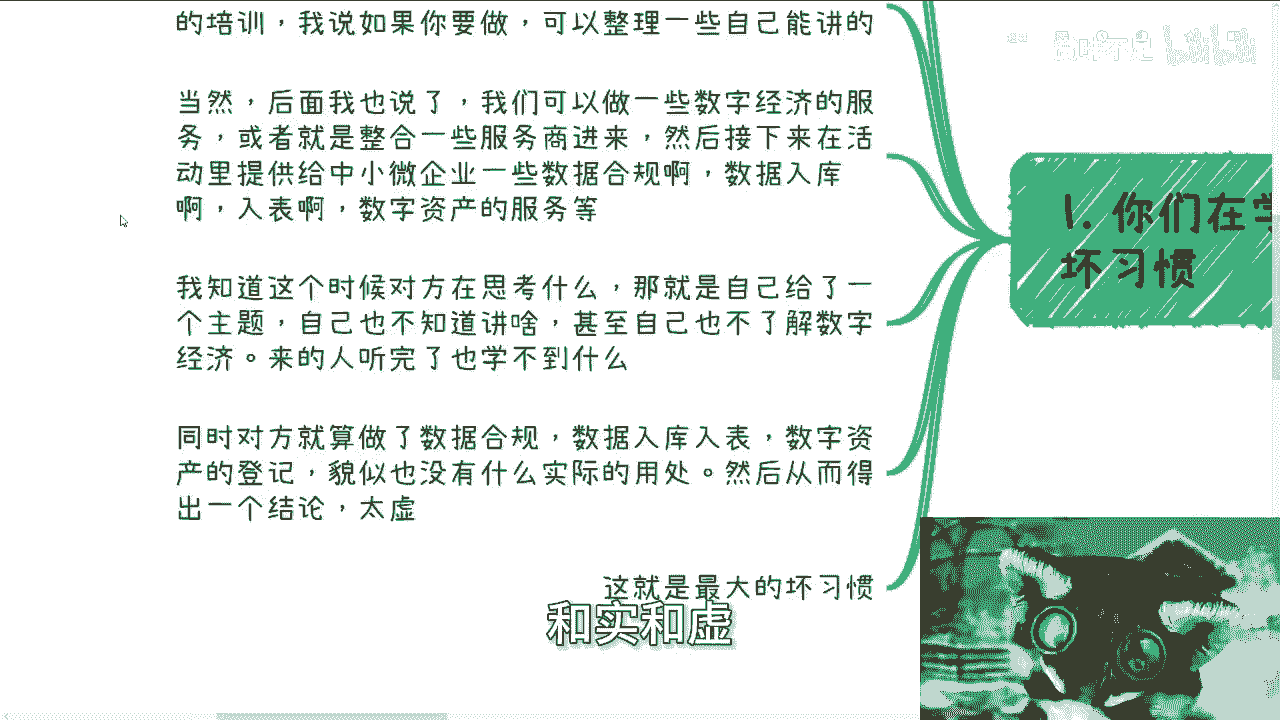 的培训，我说如果你要做，可以整理一些自己能讲的
当然，后面我也说了，我们可以做一些数字经济的服
务，或者就是整合一些服务商进来，然后接下来在活
动里提供给中小微企业一些数据合规啊，数据入库
啊，入表啊，数字资产的服务等
我知道这个时候对方在思考什么，那就是自己给了一
个主题，自己也不知道讲啥，甚至自己也不了解数字
经济。来的人听完了也学不到什么
同时对方就算做了数据合规，数据入库入表，数字资
产的登记，貌似也没有什么实际的用处。然后从而得
出一个结论，太虚
这就是最大的坏习惯
1. 你们在学
坏习惯
和实和虚